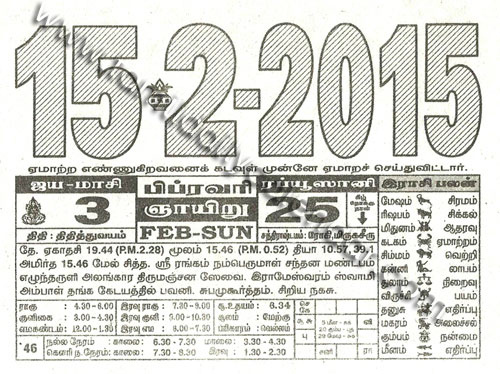 15-2-2015
ஏமாற்ற எண்ணுகிறவனைக் கடவுள் முன்னே ஏமாறச் செய்துவிட்டார்.
ஜய-மாசி பிப்ரவரி ரபியூஸானி இராசி பலன்
3 ஞாயிறு 25
திதி : திதித்துவயம் FEB-SUN சந்திராஷ்டமம்: ரோகி,மிருகசீருஷ
தே. ஏகாதசி 19.44 (P.M.2.28) மூலம் 15.46 (P.M. 0.52) தியா 10.57,39,1
அமிர்த 15.46 மேல் சித்த. ஸ்ரீ ரங்கம் நம்பெருமாள் சந்தன மண்டபம்
எழுந்தருளி அலங்கார திருமஞ்சன சேவை. இராமேஸ்வரம் ஸ்வாமி
அம்பாள் தங்க கேடயத்தில் பவனி. சுபமுகூர்த்தம். சிறிய நகசு.
மேஷம் சிரமம்
ரிஷபம் சிக்கல்
மிதுனம் ஆதரவு
கடகம் ஏமாற்றம்
சிம்மம் வெற்றி
கன்னி லாபம்
துலாம் நிறைவு
பயம்
தனுசு எதிர்ப்பு
மகரம் அலைச்சல்
கும்பம் நன்மை
மீனம் எதிர்ப்பு
ராகு 4.30 - 6.00 இரவு ராகு 7.30 - 9.00 சூ.உதயம் : 6.34
குளிகை 3.00 - 4.30 இரவு குளி 9.00 - 10.30 சூலம் மேற்கு
எமகண்டம் 12.00 - 1.30 இரவு எம 6.00 - 7.30 பரிகாரம் : வெல்லம்
46 நல்ல நேரம் : காலை: 6.30 - 7.30 மாலை: 3.30 - 4.30
கௌரி ந.நேரம் : காலை: 7.30 - 8.30 இரவு : 1.30 - 2.30